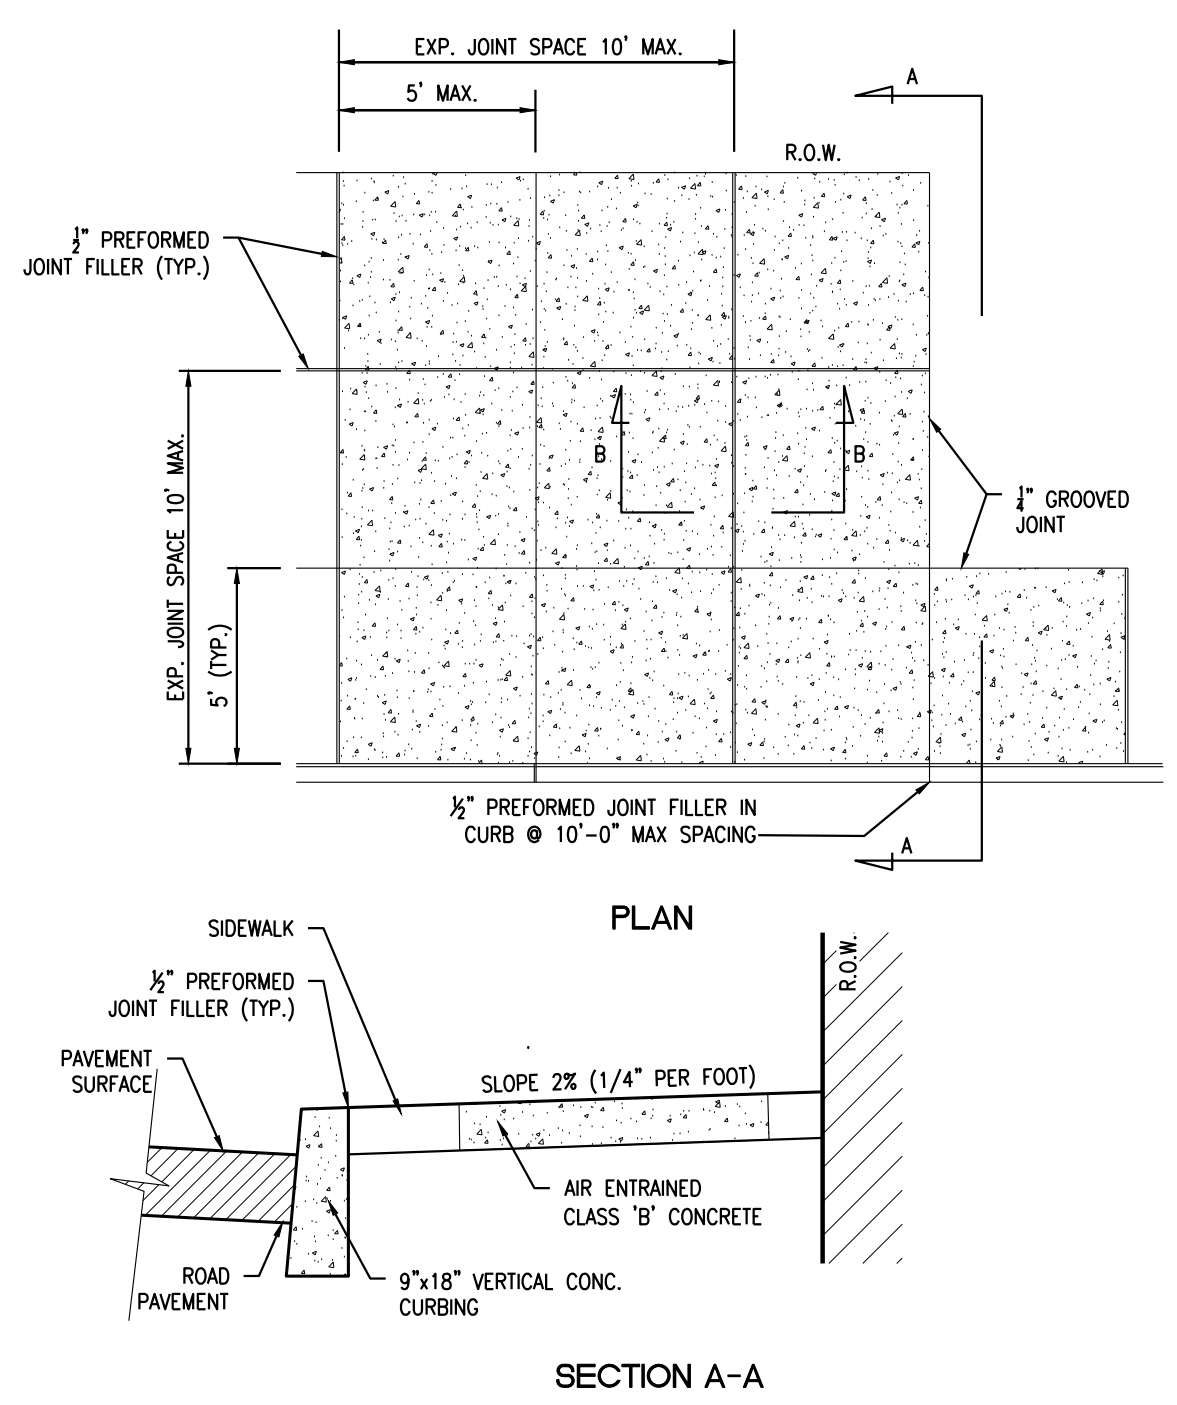 EXP. JOINT SPACE 10' MAX.
5' MAX.
A
R.O.W.
½" PREFORMED
JOINT FILLER (TYP.)
EXP. JOINT SPACE 10' MAX.
5' (TYP.)
B
B
¼" GROOVED
JOINT
½" PREFORMED JOINT FILLER IN
CURB @ 10'-0" MAX SPACING
A
PLAN
SIDEWALK
½" PREFORMED
JOINT FILLER (TYP.)
PAVEMENT
SURFACE
R.O.W.
SLOPE 2% (1/4" PER FOOT)
AIR ENTRAINED
CLASS 'B' CONCRETE
ROAD
PAVEMENT
9"x18" VERTICAL CONC.
CURBING
SECTION A-A